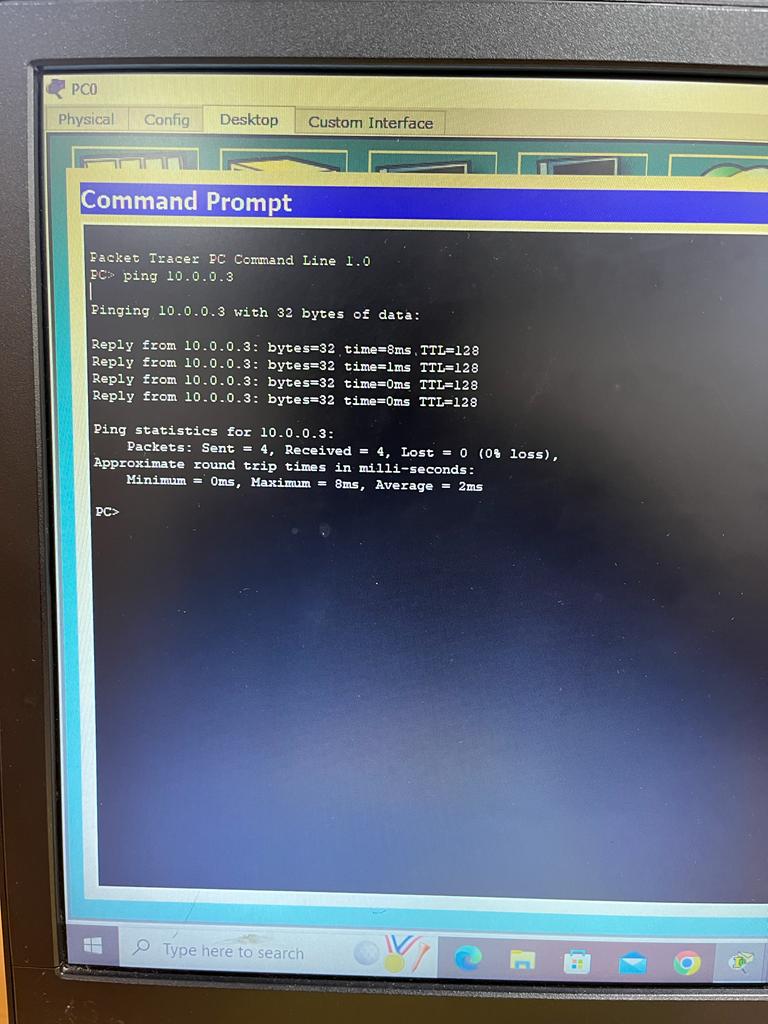 PC0
Physical Config Desktop Custom Interface
Command Prompt
Packet Tracer PC Command Line 1.0
PC> ping 10.0.0.3
Pinging 10.0.0.3 with 32 bytes of data:
Reply from 10.0.0.3: bytes=32 time=8ms TTL=128
Reply from 10.0.0.3: bytes=32 time=1ms TTL=128
Reply from 10.0.0.3: bytes=32 time=0ms TTL=128
Reply from 10.0.0.3: bytes=32 time=0ms TTL=128
Ping statistics for 10.0.0.3:
Packets: Sent = 4, Received = 4, Lost = 0 (0% loss),
Approximate round trip times in milli-seconds:
Minimum = 0ms, Maximum = 8ms, Average = 2ms
PC>
Type here to search